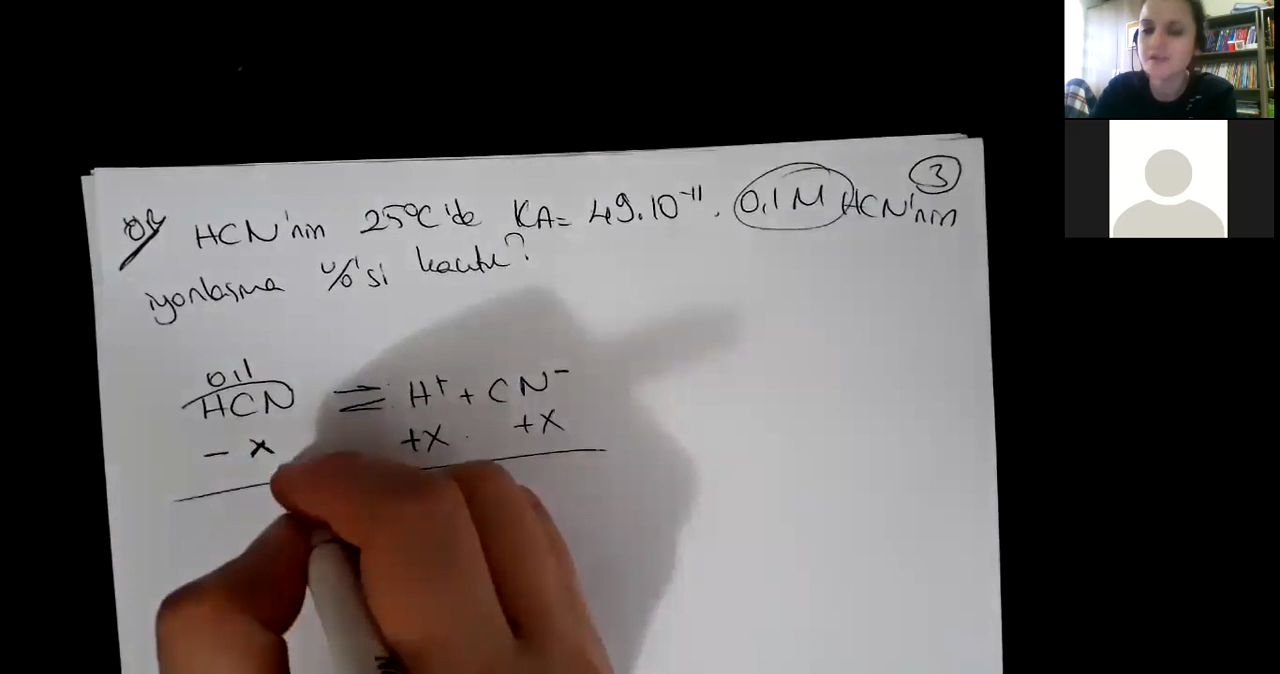 ör HCN'nin 25°C'de KA= 49.10⁻¹¹. 0,1 M HCN'nin
3
iyonlaşma %'si kaçtır?
0,1
HCN ⇌ H⁺ + CN⁻
- x +x +x